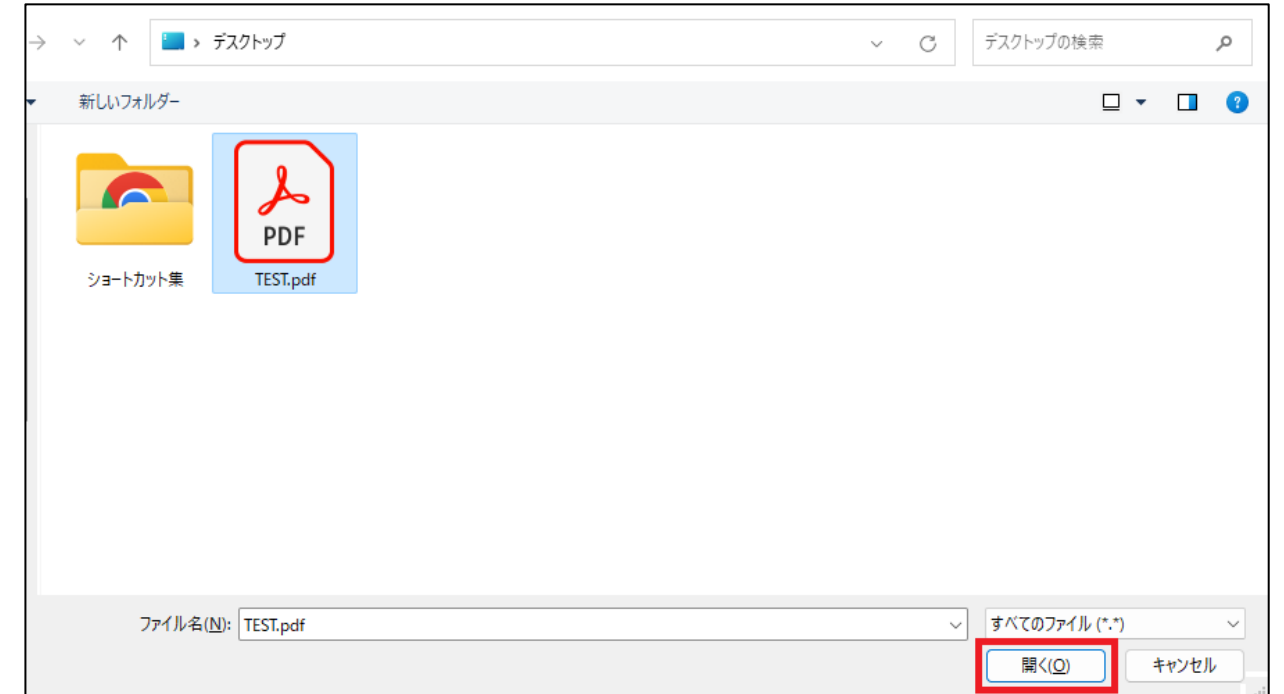 デスクトップ
デスクトップの検索
新しいフォルダー
?
PDF
ショートカット集
TEST.pdf
ファイル名(N): TEST.pdf
すべてのファイル (*.*)
開く(O)
キャンセル